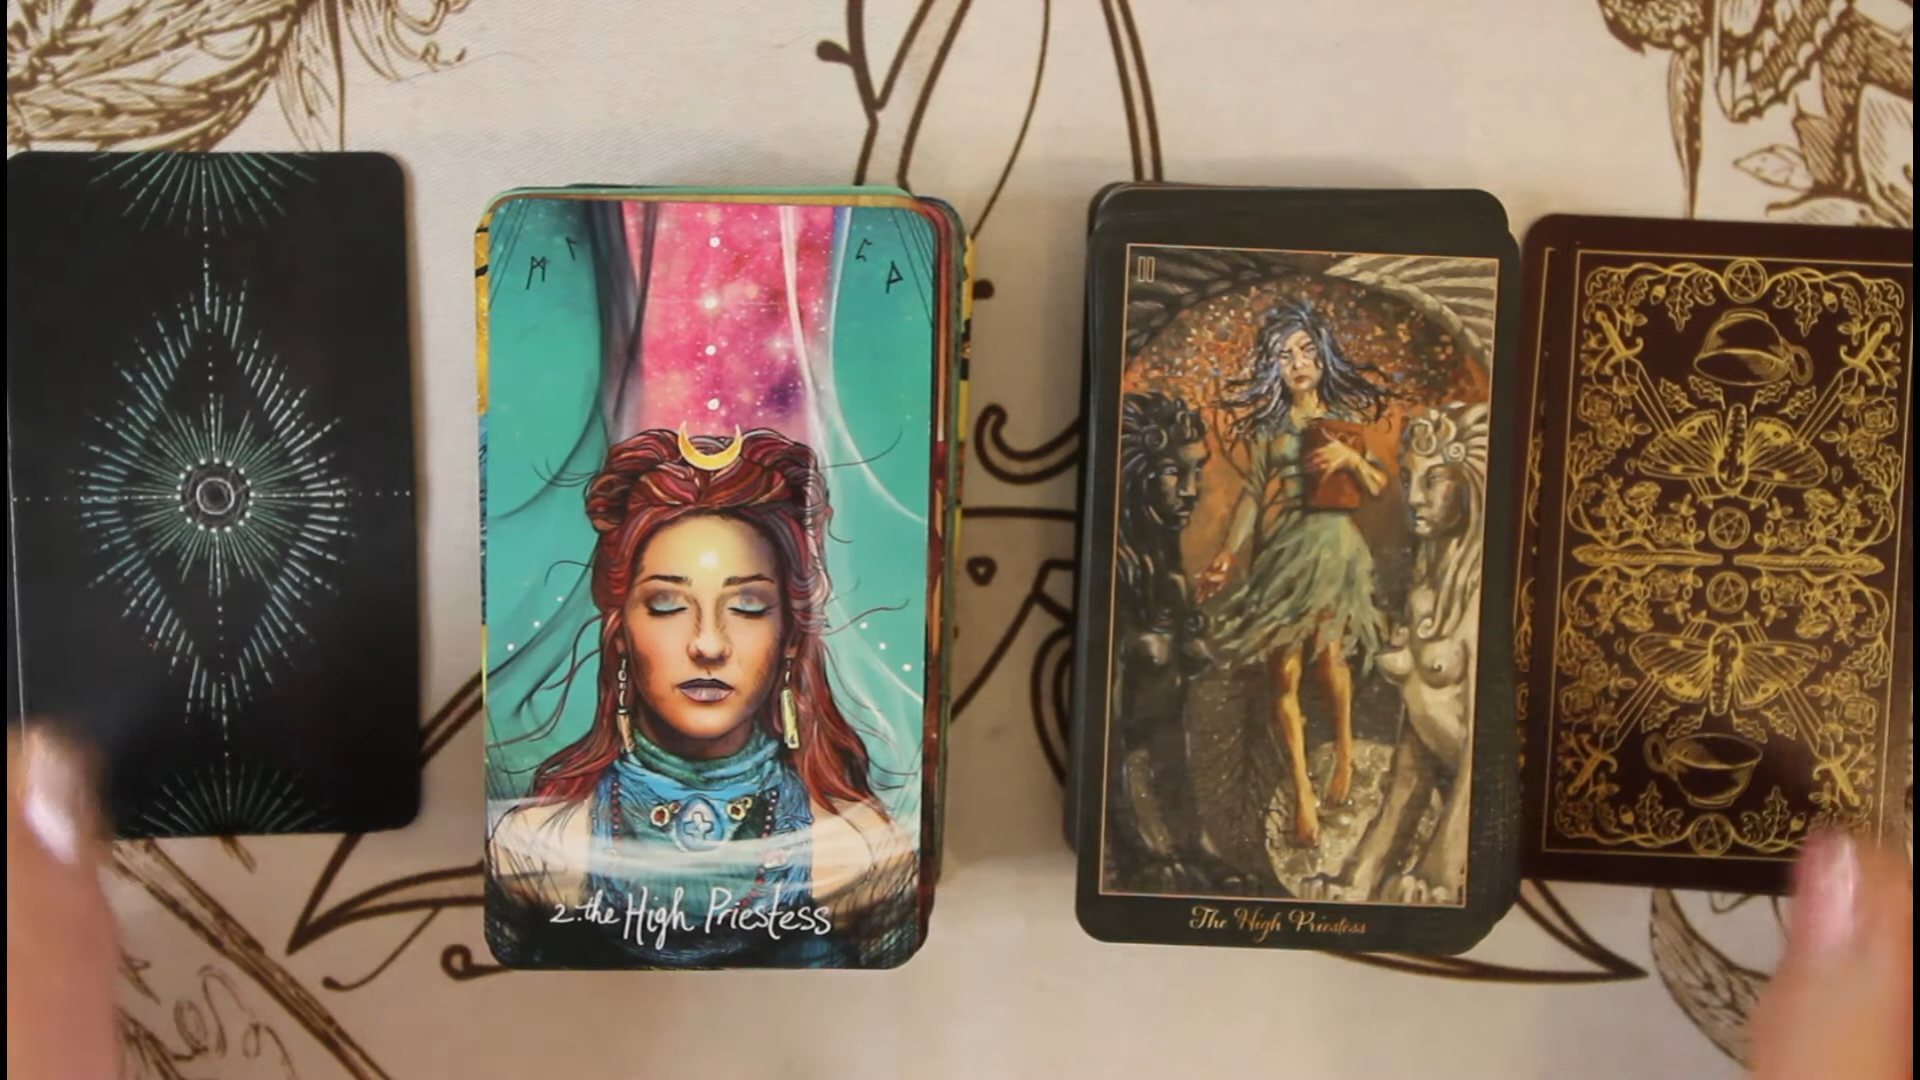 ᛗ ᛚ ᛈ ᚹ
2. the High Priestess
II
The High Priestess